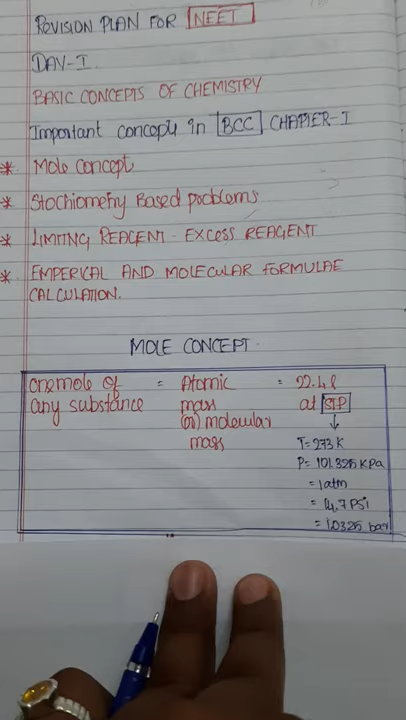 REVISION PLAN FOR NEET
DAY-I.
BASIC CONCEPTS OF CHEMISTRY
Important concepts in BCC CHAPTER-I
* Mole Concept
* Stochiometry Based problems
* LIMITING REAGENT - EXCESS REAGENT
* EMPERICAL AND MOLECULAR FORMULAE
CALCULATION.
MOLE CONCEPT.
One mole of = Atomic = 22.4 l
any substance mass at STP
(or) molecular
mass
T=273 K
P= 101.325 KPa
=1atm
= 14.7 PSi
= 1.01325 bar